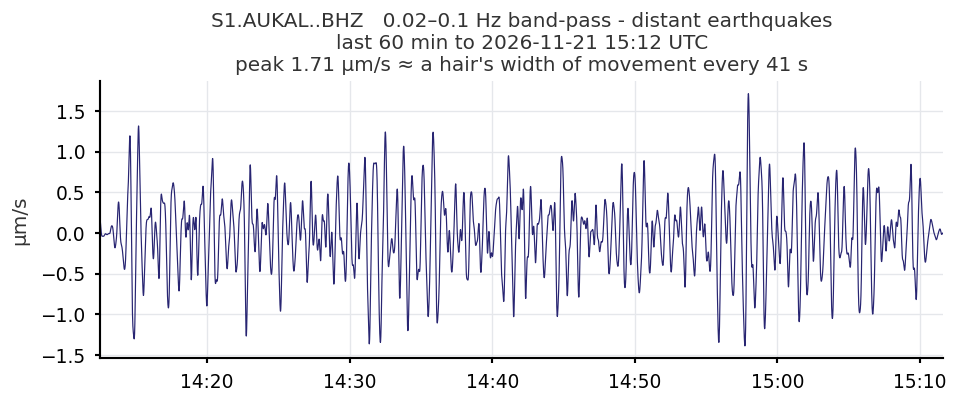 S1.AUKAL..BHZ   0.02–0.1 Hz band-pass - distant earthquakes
last 60 min to 2026-11-21 15:12 UTC
peak 1.71 µm/s ≈ a hair's width of movement every 41 s
µm/s
1.5
1.0
0.5
0.0
−0.5
−1.0
−1.5
14:20 14:30 14:40 14:50 15:00 15:10